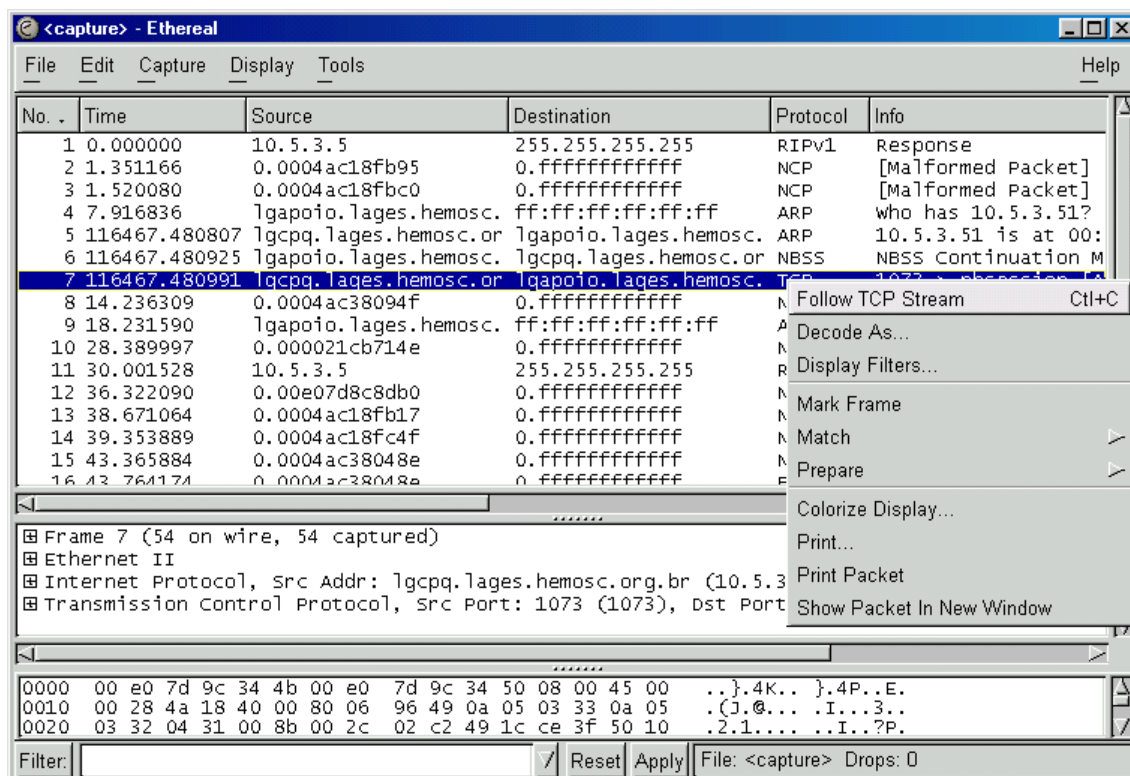 <capture> - Ethereal
File Edit Capture Display Tools Help
No. Time Source Destination Protocol Info
1 0.000000 10.5.3.5 255.255.255.255 RIPv1 Response
2 1.351166 0.0004ac18fb95 0.ffffffffffff NCP [Malformed Packet]
3 1.520080 0.0004ac18fbc0 0.ffffffffffff NCP [Malformed Packet]
4 7.916836 lgapoio.lages.hemosc. ff:ff:ff:ff:ff:ff ARP who has 10.5.3.51?
5 116467.480807 lgcpq.lages.hemosc.or lgapoio.lages.hemosc. ARP 10.5.3.51 is at 00:
6 116467.480925 lgapoio.lages.hemosc. lgcpq.lages.hemosc.or NBSS NBSS Continuation M
7 116467.480991 lgcpq.lages.hemosc.or lgapoio.lages.hemosc.
8 14.236309 0.0004ac38094f 0.ffffffffffff
9 18.231590 lgapoio.lages.hemosc. ff:ff:ff:ff:ff:ff
10 28.389997 0.000021cb714e 0.ffffffffffff
11 30.001528 10.5.3.5 255.255.255.255
12 36.322090 0.00e07d8c8db0 0.ffffffffffff
13 38.671064 0.0004ac18fb17 0.ffffffffffff
14 39.353889 0.0004ac18fc4f 0.ffffffffffff
15 43.365884 0.0004ac38048e 0.ffffffffffff
16 43.764174 0.0004ac38048e 0.ffffffffffff
Follow TCP Stream Ctl+C
Decode As...
Display Filters...
Mark Frame
Match
Prepare
Colorize Display...
Print...
Print Packet
Show Packet In New Window
Frame 7 (54 on wire, 54 captured)
Ethernet II
Internet Protocol, Src Addr: lgcpq.lages.hemosc.org.br (10.5.3
Transmission Control Protocol, Src Port: 1073 (1073), Dst Port
0000 00 e0 7d 9c 34 4b 00 e0 7d 9c 34 50 08 00 45 00 ..}.4K.. }.4P..E.
0010 00 28 4a 18 40 00 80 06 96 49 0a 05 03 33 0a 05 .(J.@... .I...3..
0020 03 32 04 31 00 8b 00 2c 02 c2 49 1c ce 3f 50 10 .2.1..., ..I..?P.
Filter: Reset Apply File: <capture> Drops: 0